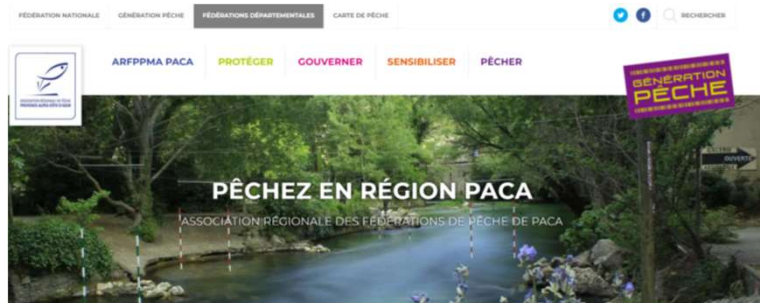 FÉDÉRATION NATIONALE GÉNÉRATION PÊCHE FÉDÉRATIONS DÉPARTEMENTALES CARTE DE PÊCHE RECHERCHER
ARFPPMA PACA PROTÉGER GOUVERNER SENSIBILISER PÊCHER
GÉNÉRATION
PÊCHE
OUVERTE
PÊCHEZ EN RÉGION PACA
ASSOCIATION RÉGIONALE DES FÉDÉRATIONS DE PÊCHE DE PACA